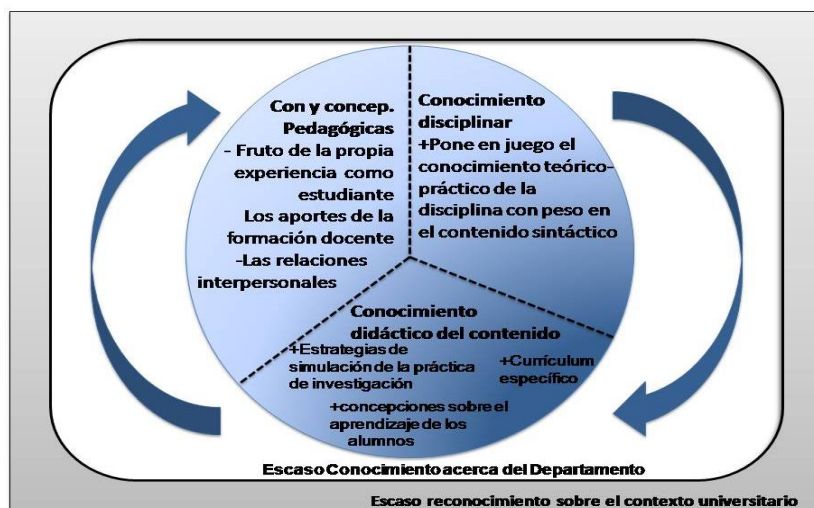 Con y concep.
Pedagógicas
- Fruto de la propia
experiencia como
estudiante
Los aportes de la
formación docente
-Las relaciones
interpersonales
Conocimiento
disciplinar
+Pone en juego el
conocimiento teórico-
práctico de la
disciplina con peso en
el contenido sintáctico
Conocimiento
didáctico del contenido
+Estrategias de
simulación de la práctica
de investigación
+Currículum
específico
+concepciones sobre el
aprendizaje de los
alumnos
Escaso Conocimiento acerca del Departamento
Escaso reconocimiento sobre el contexto universitario